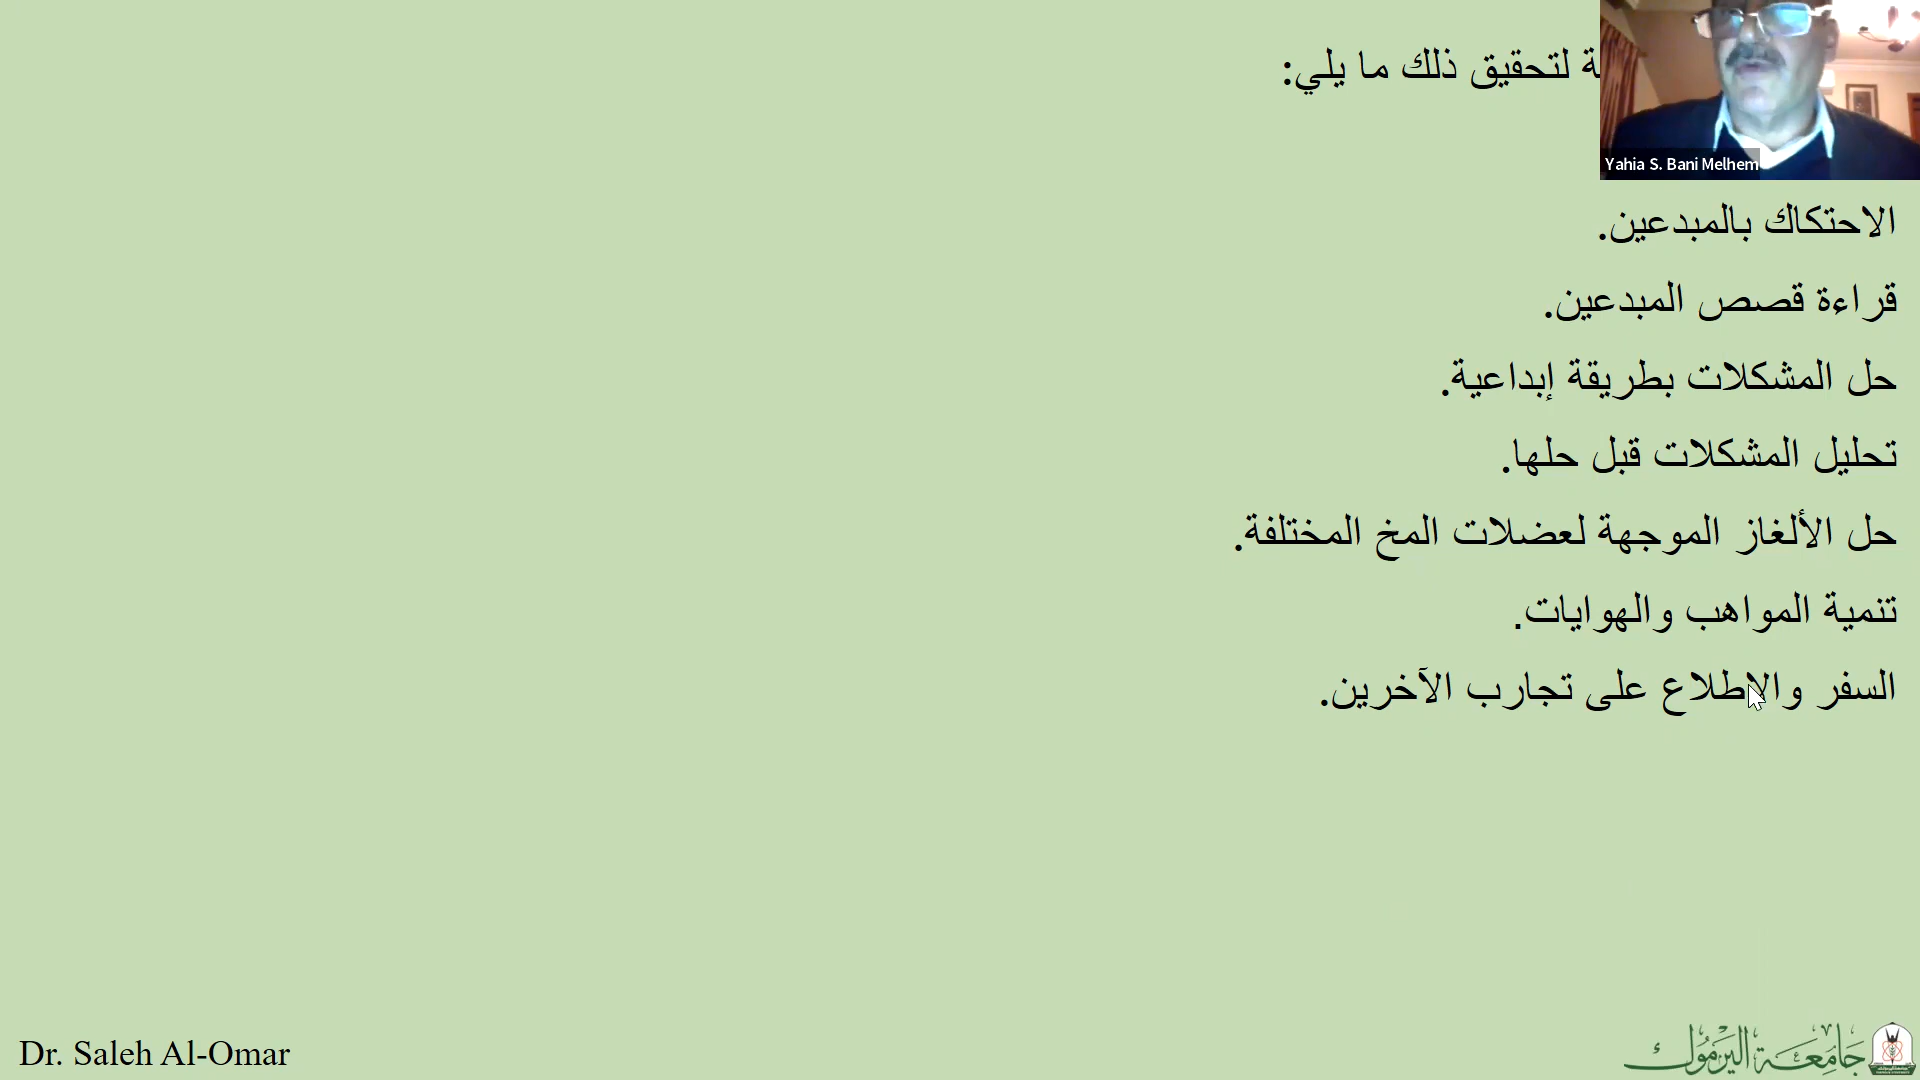 لتحقيق ذلك ما يلي:
Yahia S. Bani Melhem
الاحتكاك بالمبدعين.
قراءة قصص المبدعين.
حل المشكلات بطريقة إبداعية.
تحليل المشكلات قبل حلها.
حل الألغاز الموجهة لعضلات المخ المختلفة.
تنمية المواهب والهوايات.
السفر والإطلاع على تجارب الآخرين.
Dr. Saleh Al-Omar
جامعة اليرموك